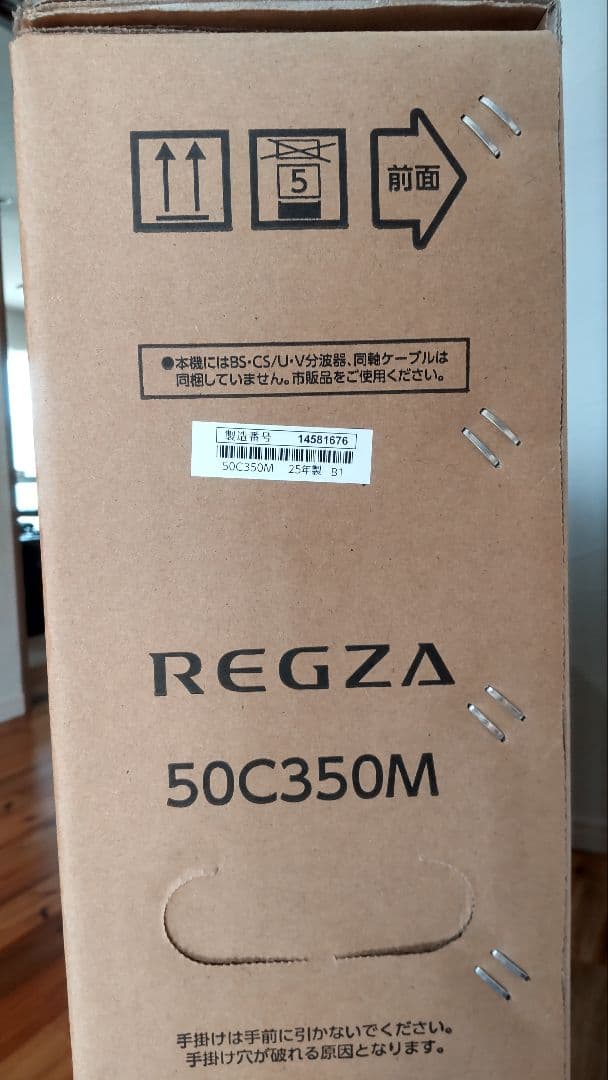 5
前面
●本機にはBS・CS/U・V分波器、同軸ケーブルは
同梱していません。市販品をご使用ください。
製造番号 14581676
50C350M 25年製 B1
REGZA
50C350M
手掛けは手前に引かないでください。
手掛け穴が破れる原因となります。